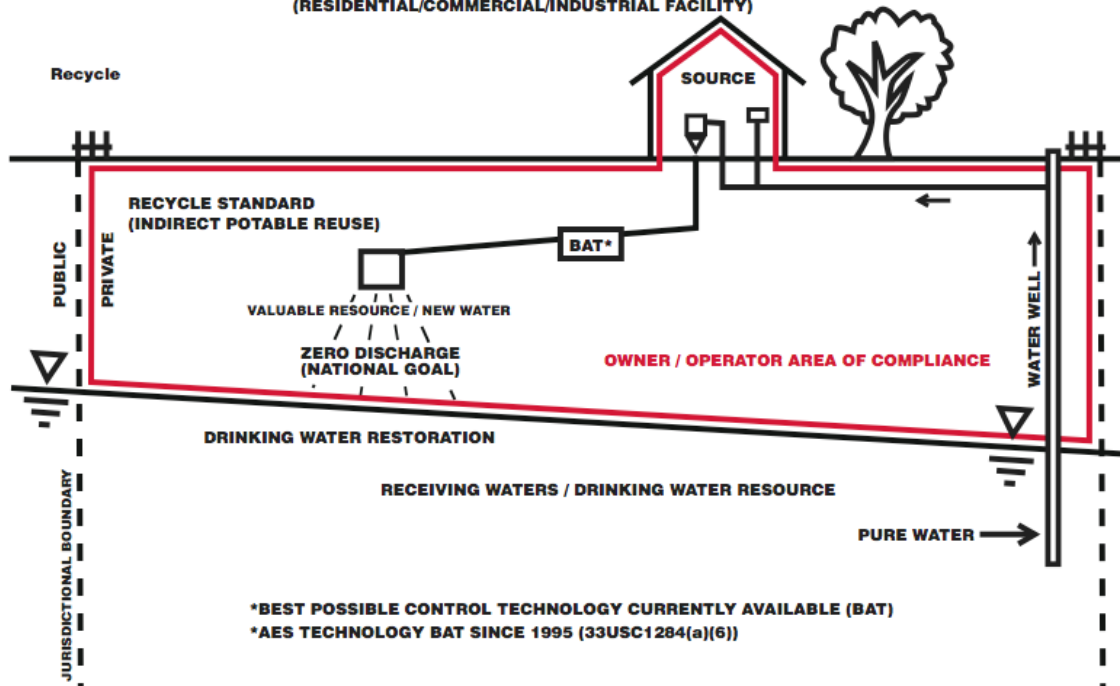 (RESIDENTIAL/COMMERCIAL/INDUSTRIAL FACILITY)
Recycle
SOURCE
RECYCLE STANDARD
(INDIRECT POTABLE REUSE)
PUBLIC
PRIVATE
BAT*
VALUABLE RESOURCE / NEW WATER
ZERO DISCHARGE
(NATIONAL GOAL)
OWNER / OPERATOR AREA OF COMPLIANCE
WATER WELL
DRINKING WATER RESTORATION
RECEIVING WATERS / DRINKING WATER RESOURCE
PURE WATER
JURISDICTIONAL BOUNDARY
*BEST POSSIBLE CONTROL TECHNOLOGY CURRENTLY AVAILABLE (BAT)
*AES TECHNOLOGY BAT SINCE 1995 (33USC1284(a)(6))